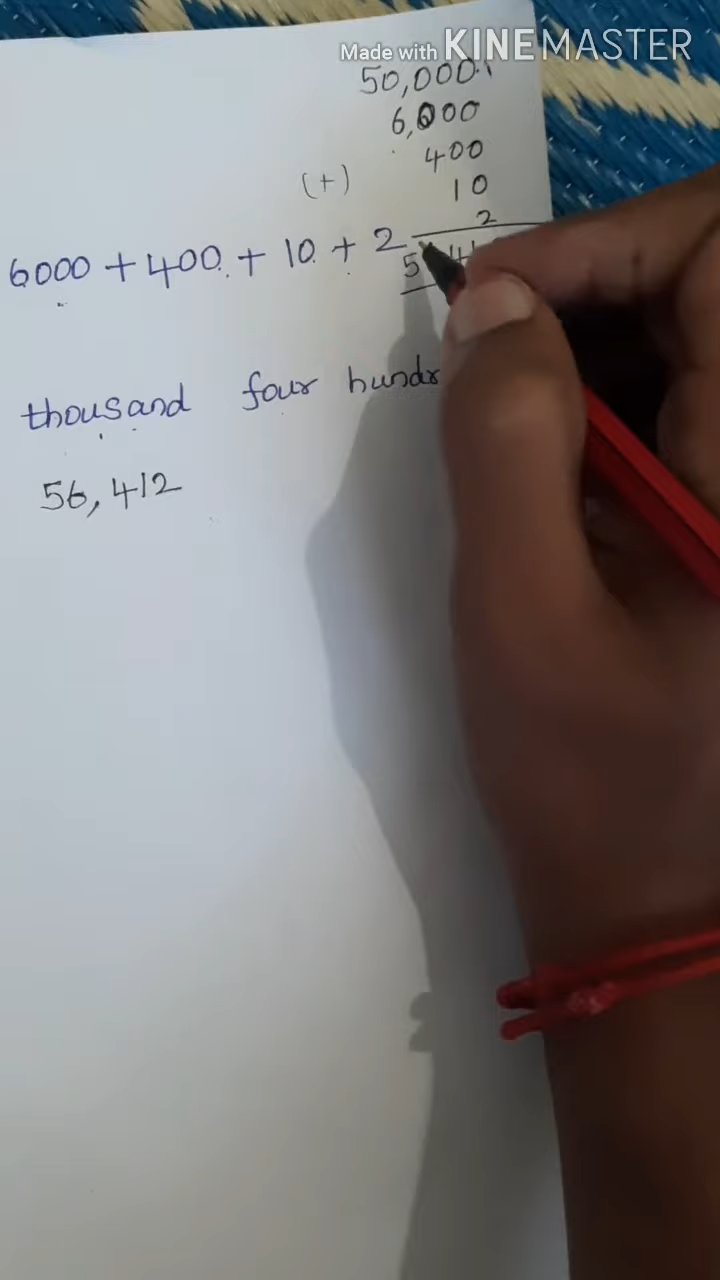 Made with KINEMASTER
50,000
6,000
400
(+) 10
2
6000 + 400 + 10 + 2
thousand four
56,412